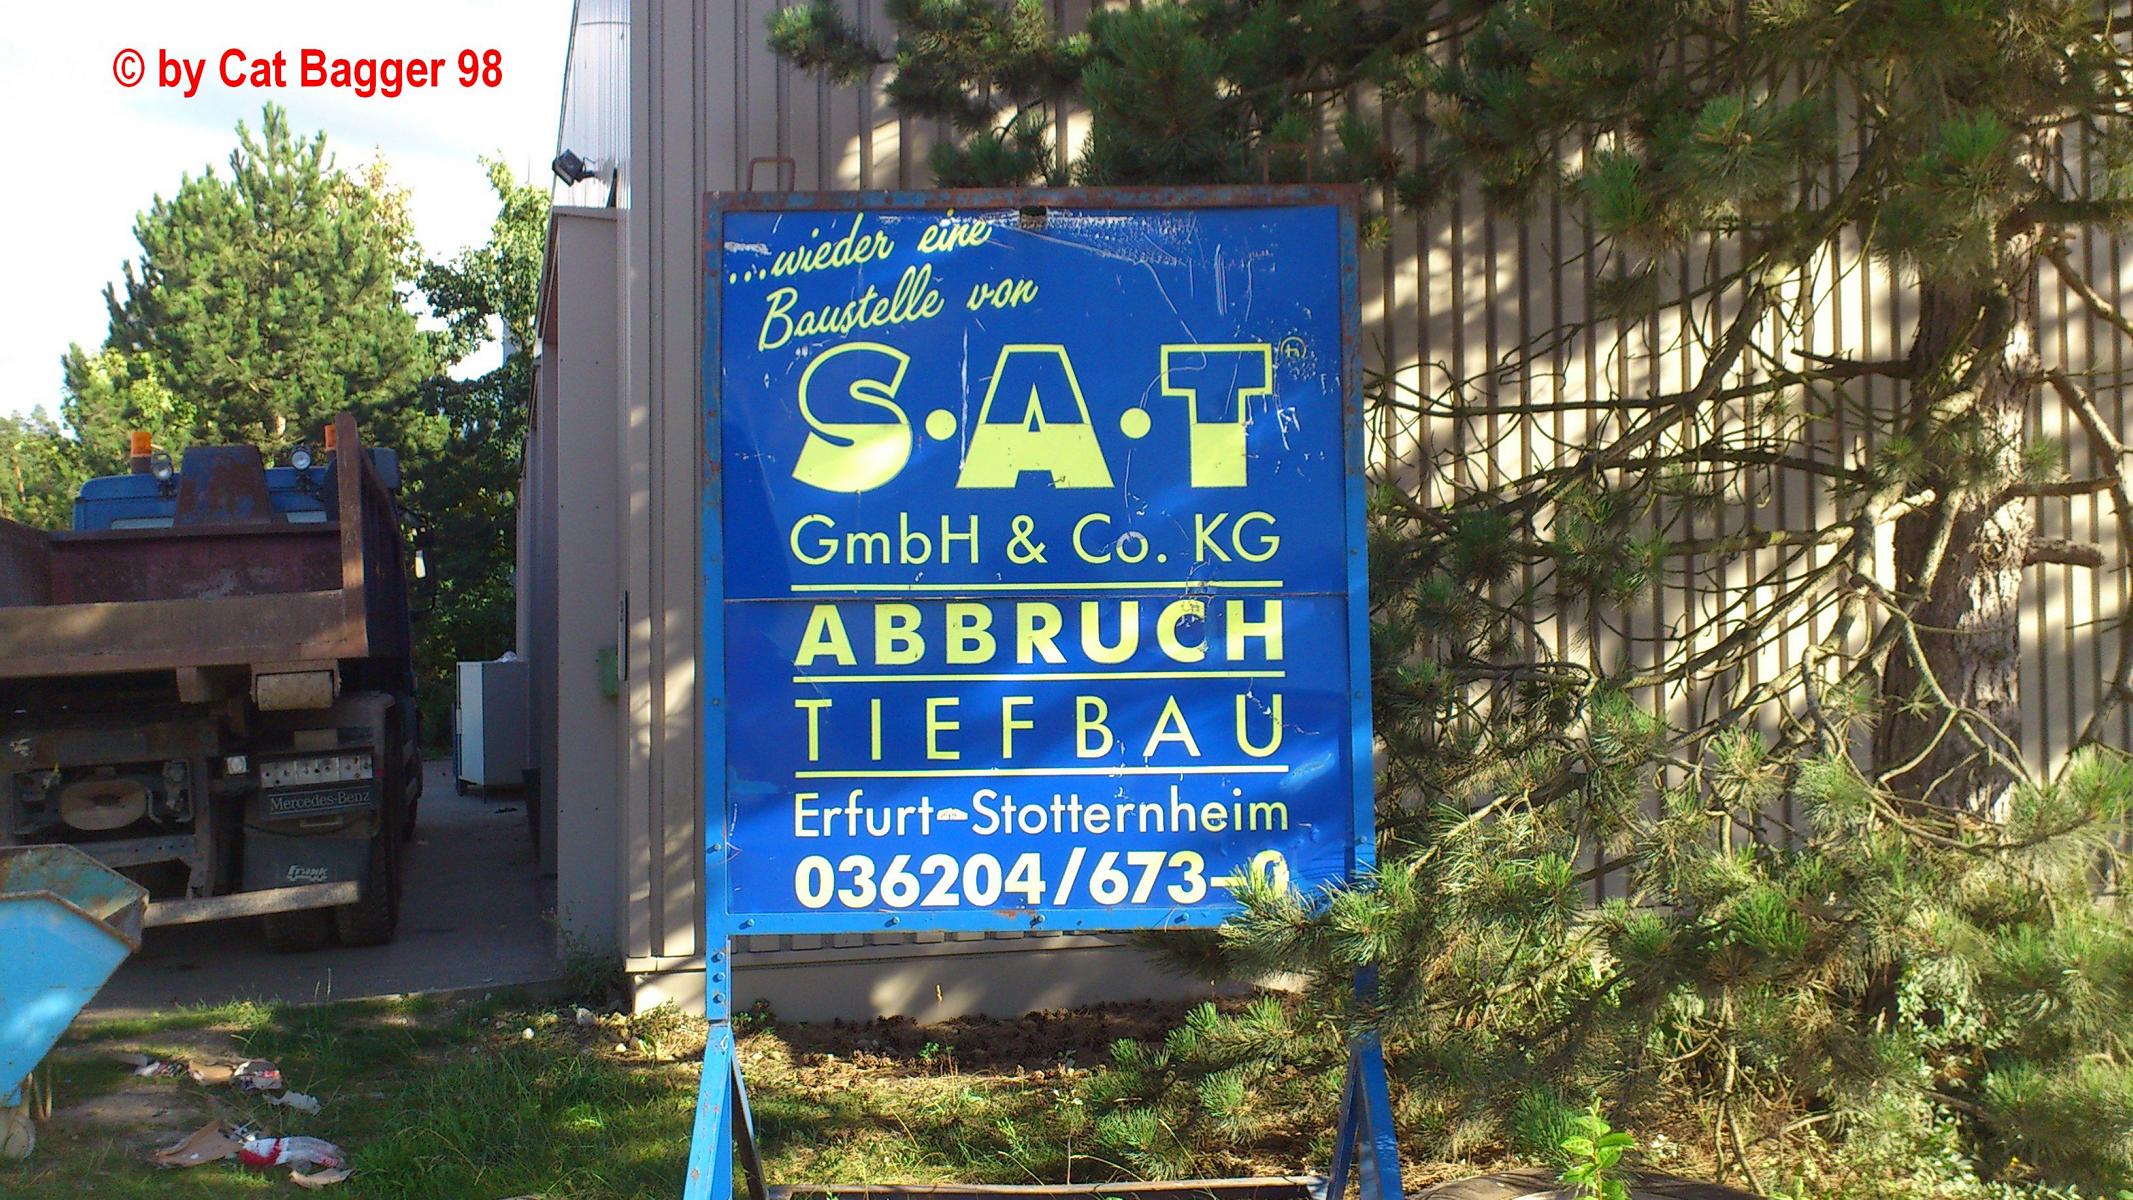 © by Cat Bagger 98
...wieder eine
Baustelle von
S·A·T®
GmbH & Co. KG
ABBRUCH
TIEFBAU
Erfurt-Stotternheim
036204/673-0
Mercedes-Benz